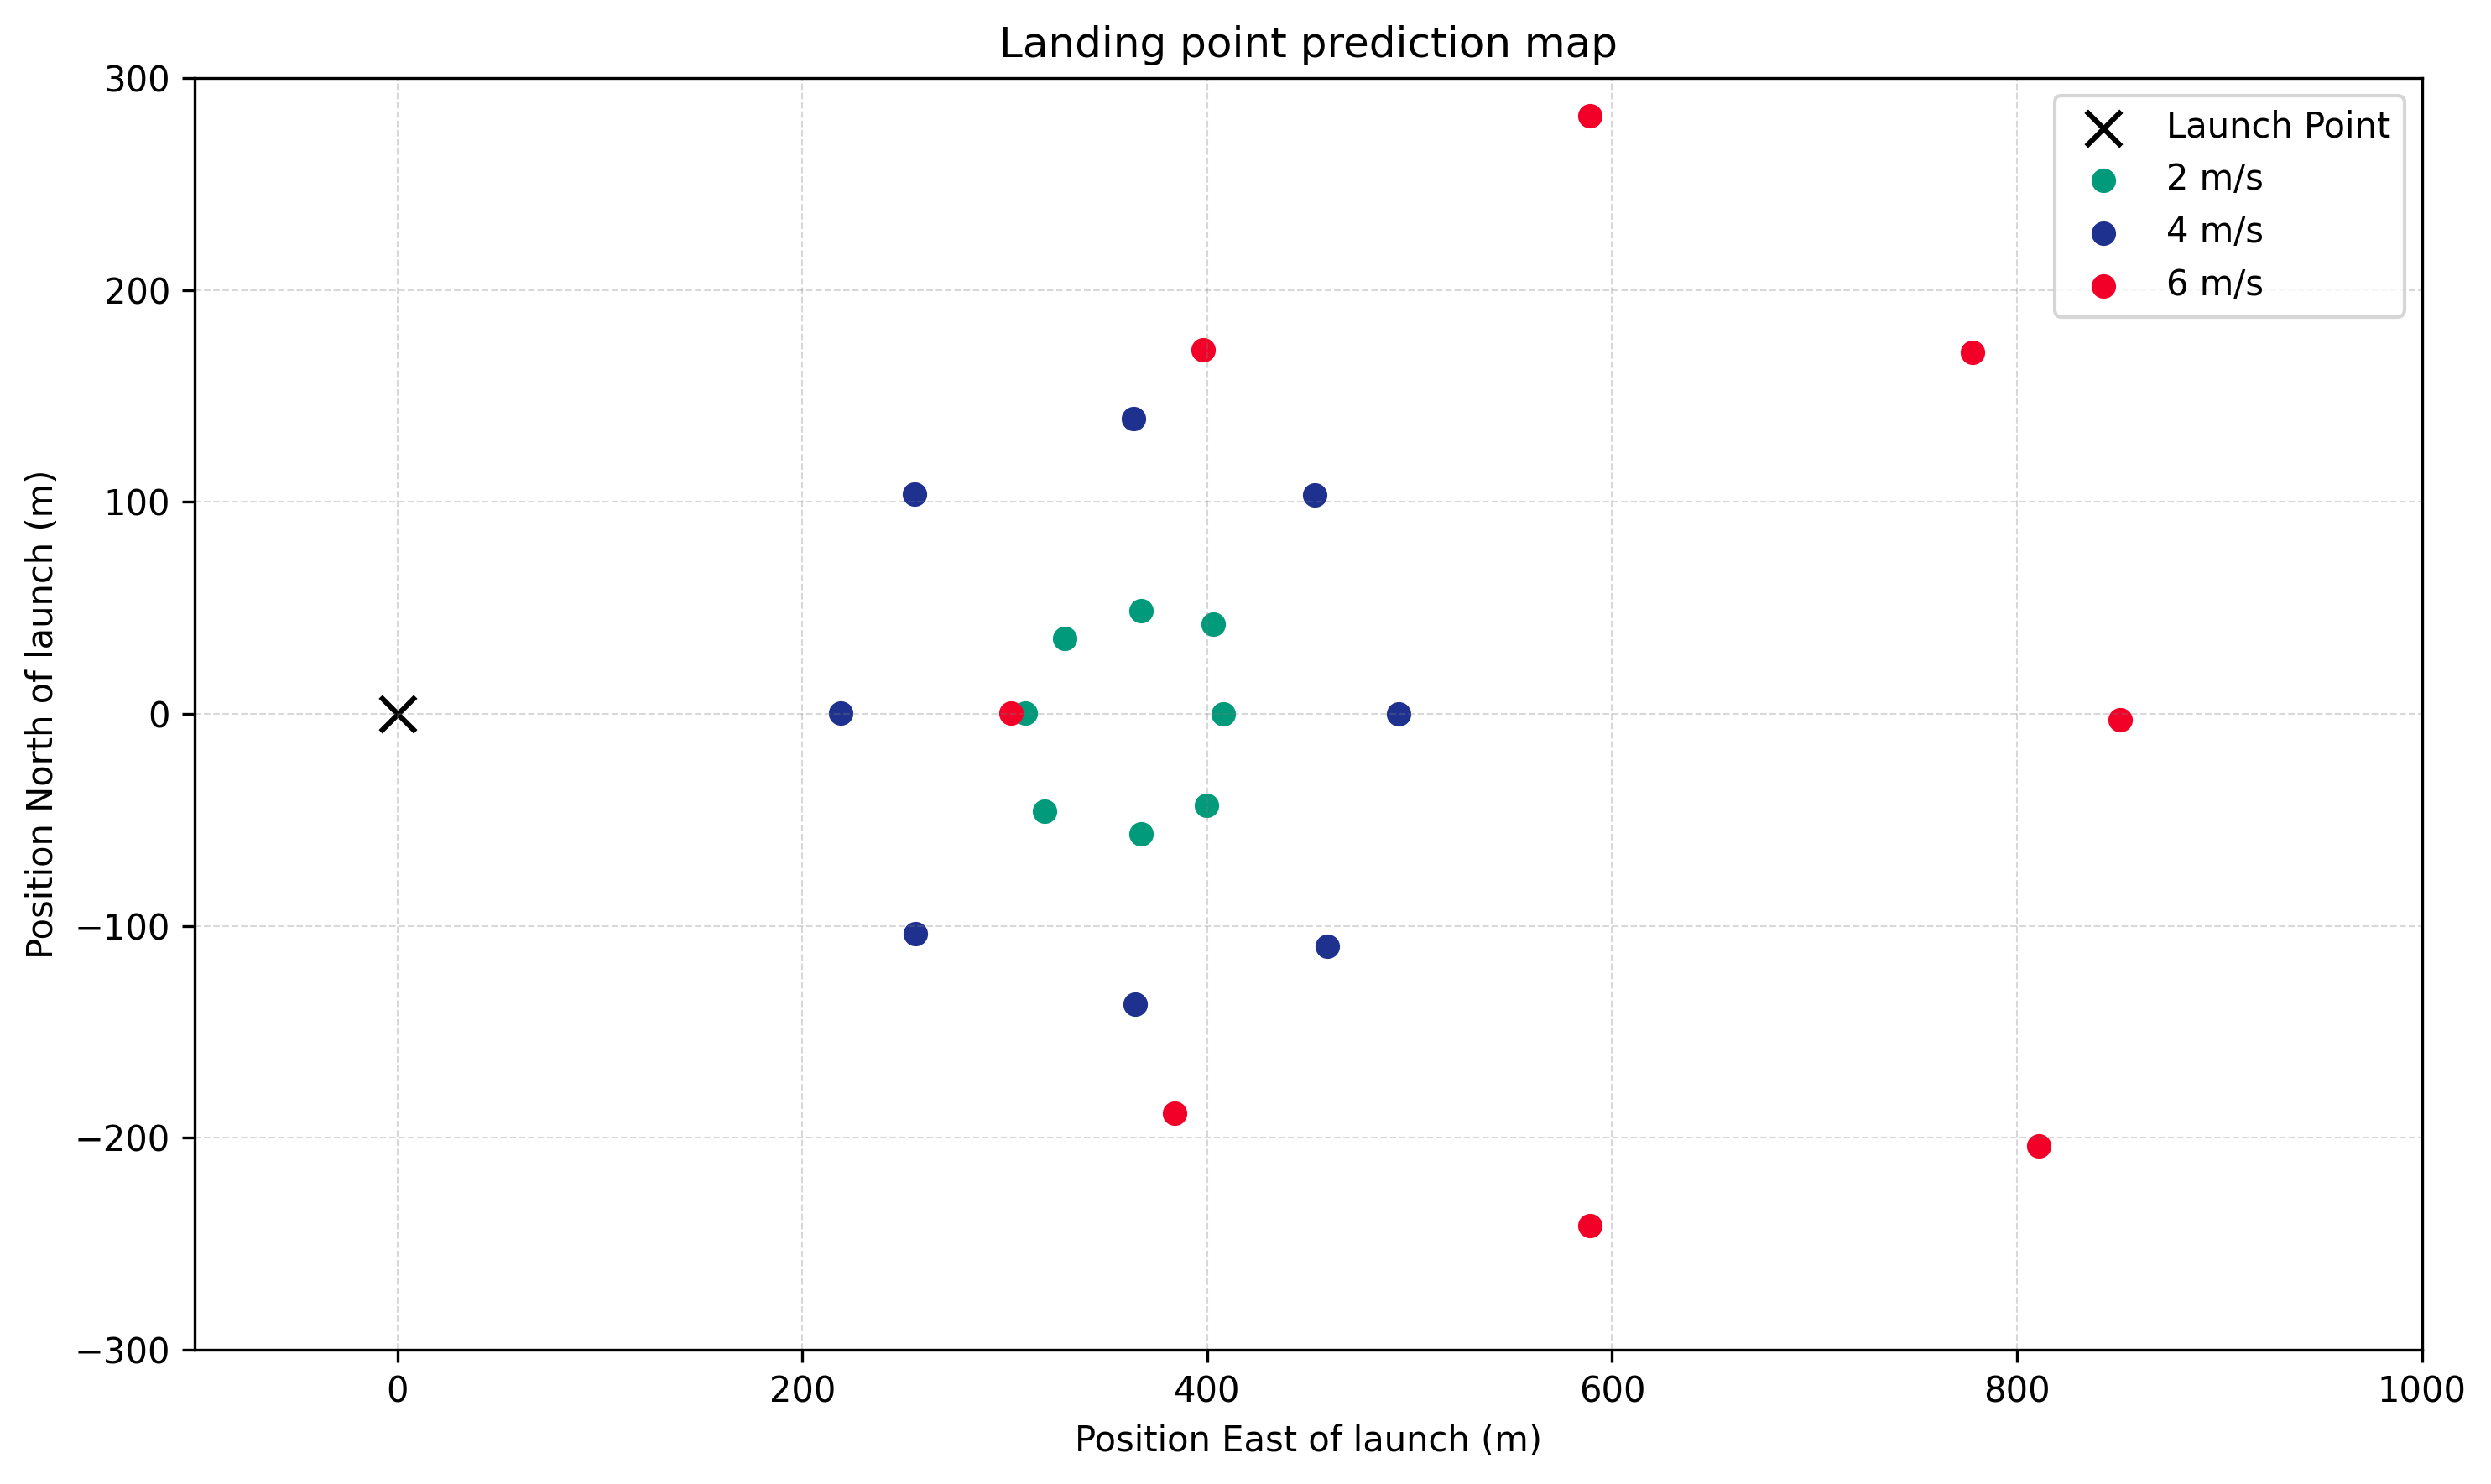 Landing point prediction map
Launch Point
2 m/s
4 m/s
6 m/s
300
200
100
0
−100
−200
−300
Position North of launch (m)
0
200
400
600
800
1000
Position East of launch (m)